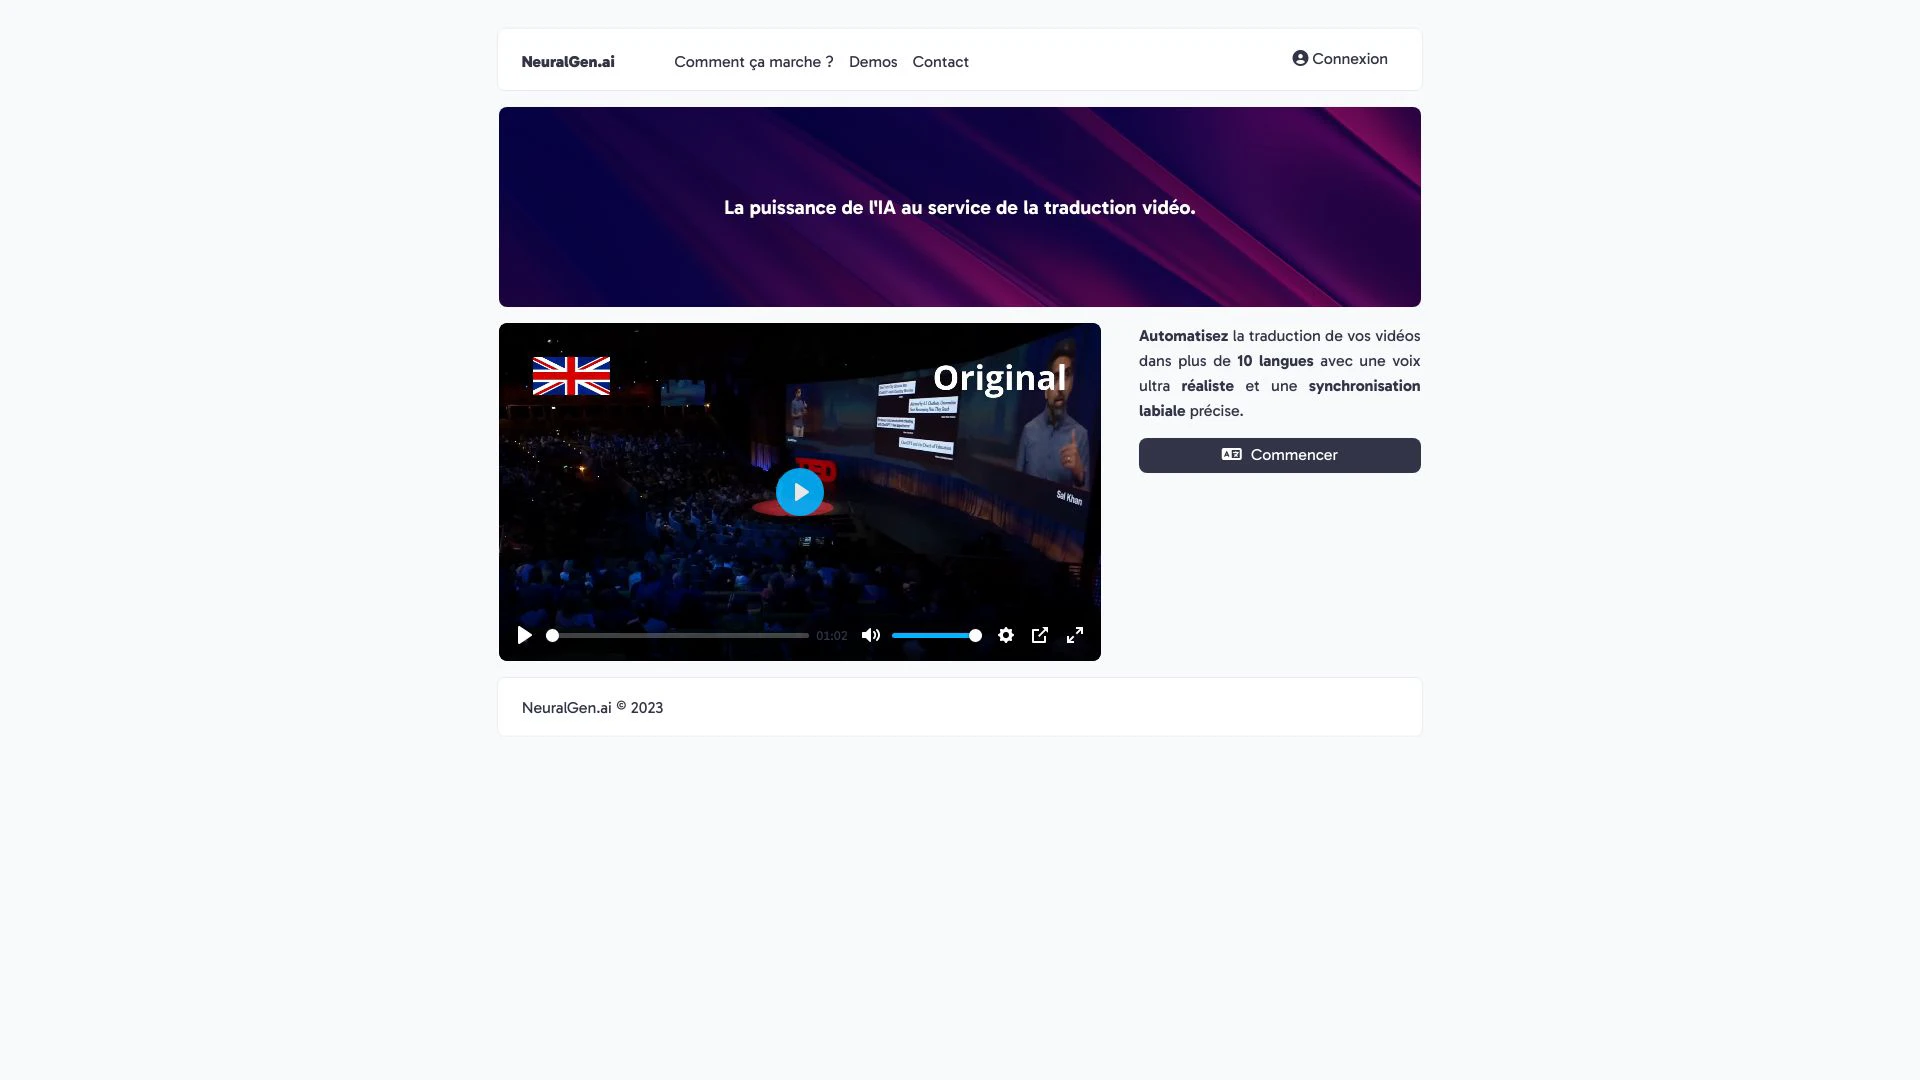 NeuralGen.ai
Comment ça marche ?
Demos
Contact
Connexion
La puissance de l'IA au service de la traduction vidéo.
Original
TED
Sal Khan
01:02
Automatisez la traduction de vos vidéos
dans plus de 10 langues avec une voix
ultra réaliste et une synchronisation
labiale précise.
Commencer
NeuralGen.ai © 2023